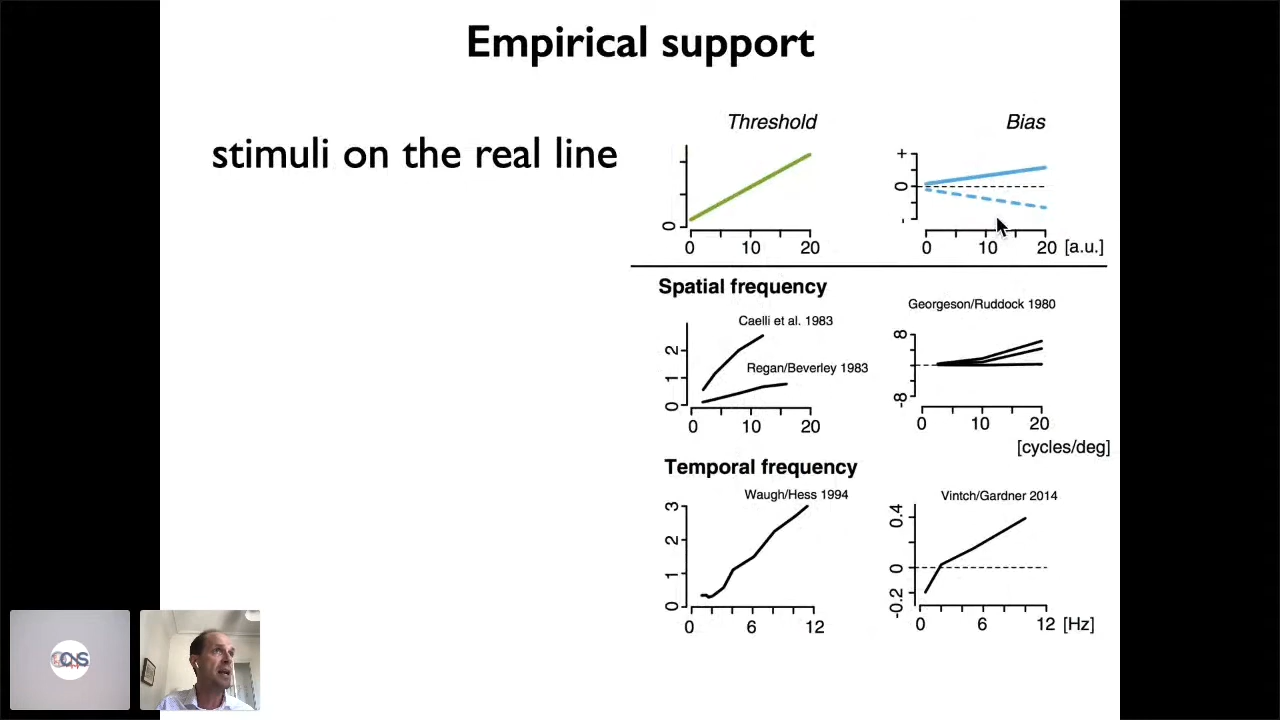 Empirical support
stimuli on the real line
Threshold
Bias
0
0 10 20
+
0
-
0 10 20 [a.u.]
Spatial frequency
Caelli et al. 1983
Regan/Beverley 1983
2
1
0
0 10 20
Georgeson/Ruddock 1980
8
-8
0 10 20
[cycles/deg]
Temporal frequency
Waugh/Hess 1994
3
2
1
0
0 6 12
Vintch/Gardner 2014
0.4
0
-0.2
0 6 12 [Hz]